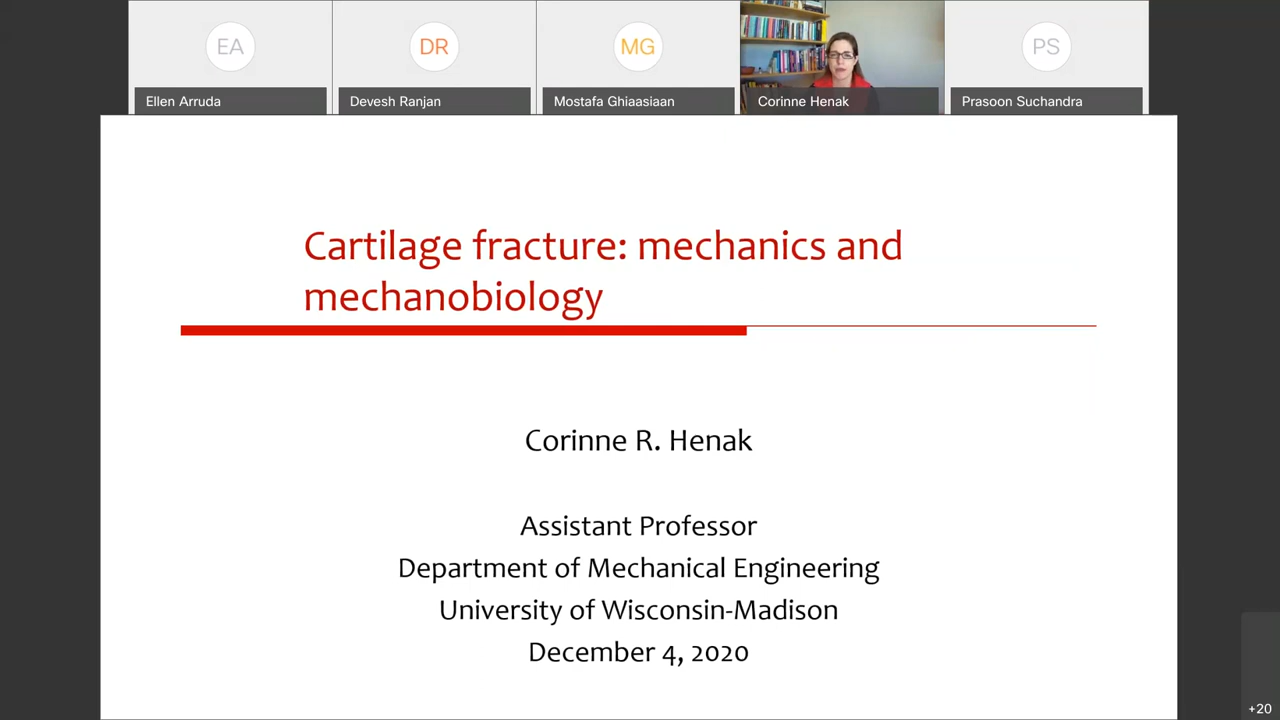 EA
DR
MG
PS
Ellen Arruda
Devesh Ranjan
Mostafa Ghiaasiaan
Corinne Henak
Prasoon Suchandra
Cartilage fracture: mechanics and
mechanobiology
Corinne R. Henak
Assistant Professor
Department of Mechanical Engineering
University of Wisconsin-Madison
December 4, 2020
+20